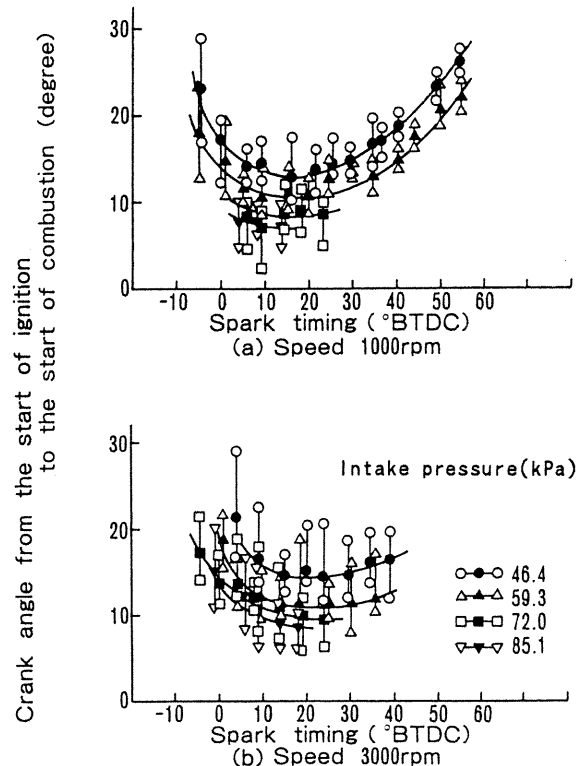 Crank angle from the start of ignition
to the start of combustion (degree)
30
20
10
0
-10 0 10 20 30 40 50 60
Spark timing (°BTDC)
(a) Speed 1000rpm
30
20
10
0
Intake pressure(kPa)
46.4
59.3
72.0
85.1
-10 0 10 20 30 40 50 60
Spark timing (°BTDC)
(b) Speed 3000rpm